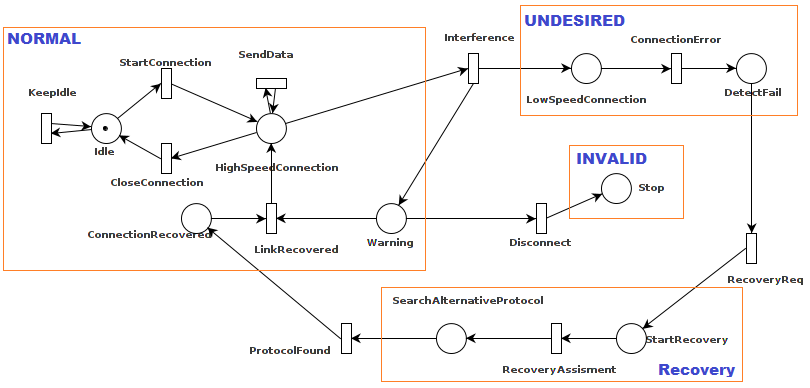 NORMAL
UNDESIRED
Interference
ConnectionError
SendData
StartConnection
KeepIdle
LowSpeedConnection
DetectFail
Idle
HighSpeedConnection
CloseConnection
INVALID
Stop
ConnectionRecovered
LinkRecovered
Warning
Disconnect
RecoveryReq
SearchAlternativeProtocol
StartRecovery
ProtocolFound
RecoveryAssisment
Recovery